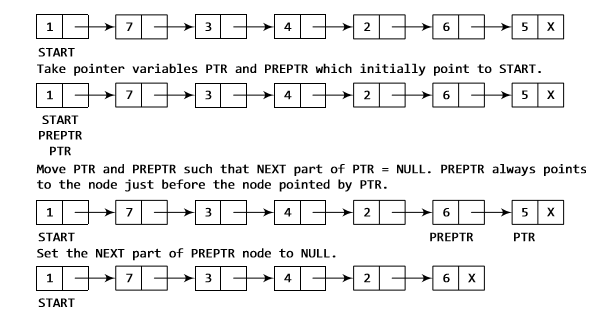 1 7 3 4 2 6 5 X
START
Take pointer variables PTR and PREPTR which initially point to START.
1 7 3 4 2 6 5 X
START
PREPTR
PTR
Move PTR and PREPTR such that NEXT part of PTR = NULL. PREPTR always points
to the node just before the node pointed by PTR.
1 7 3 4 2 6 5 X
START PREPTR PTR
Set the NEXT part of PREPTR node to NULL.
1 7 3 4 2 6 X
START